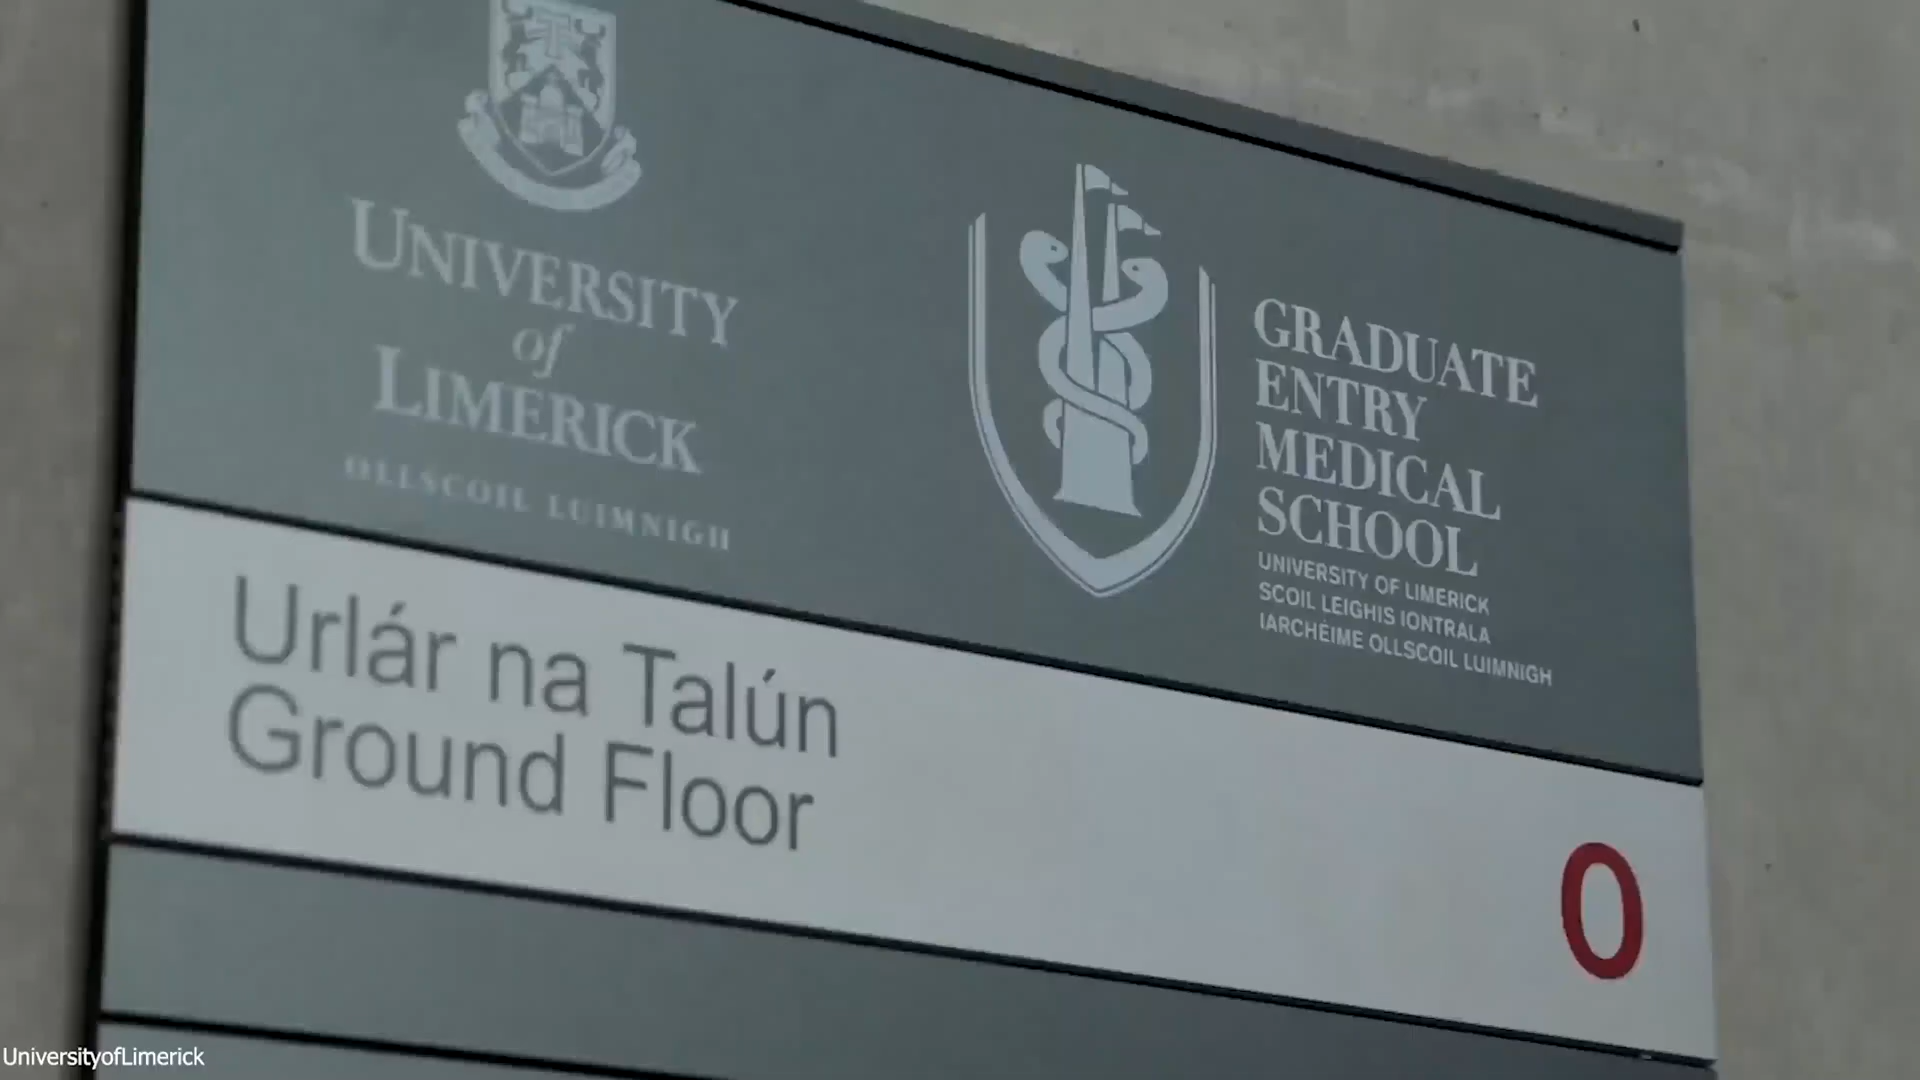 UNIVERSITY
of
LIMERICK
OLLSCOIL LUIMNIGH
GRADUATE
ENTRY
MEDICAL
SCHOOL
UNIVERSITY OF LIMERICK
SCOIL LEIGHIS IONTRALA
IARCHÉIME OLLSCOIL LUIMNIGH
Urlár na Talún
Ground Floor
0
UniversityofLimerick